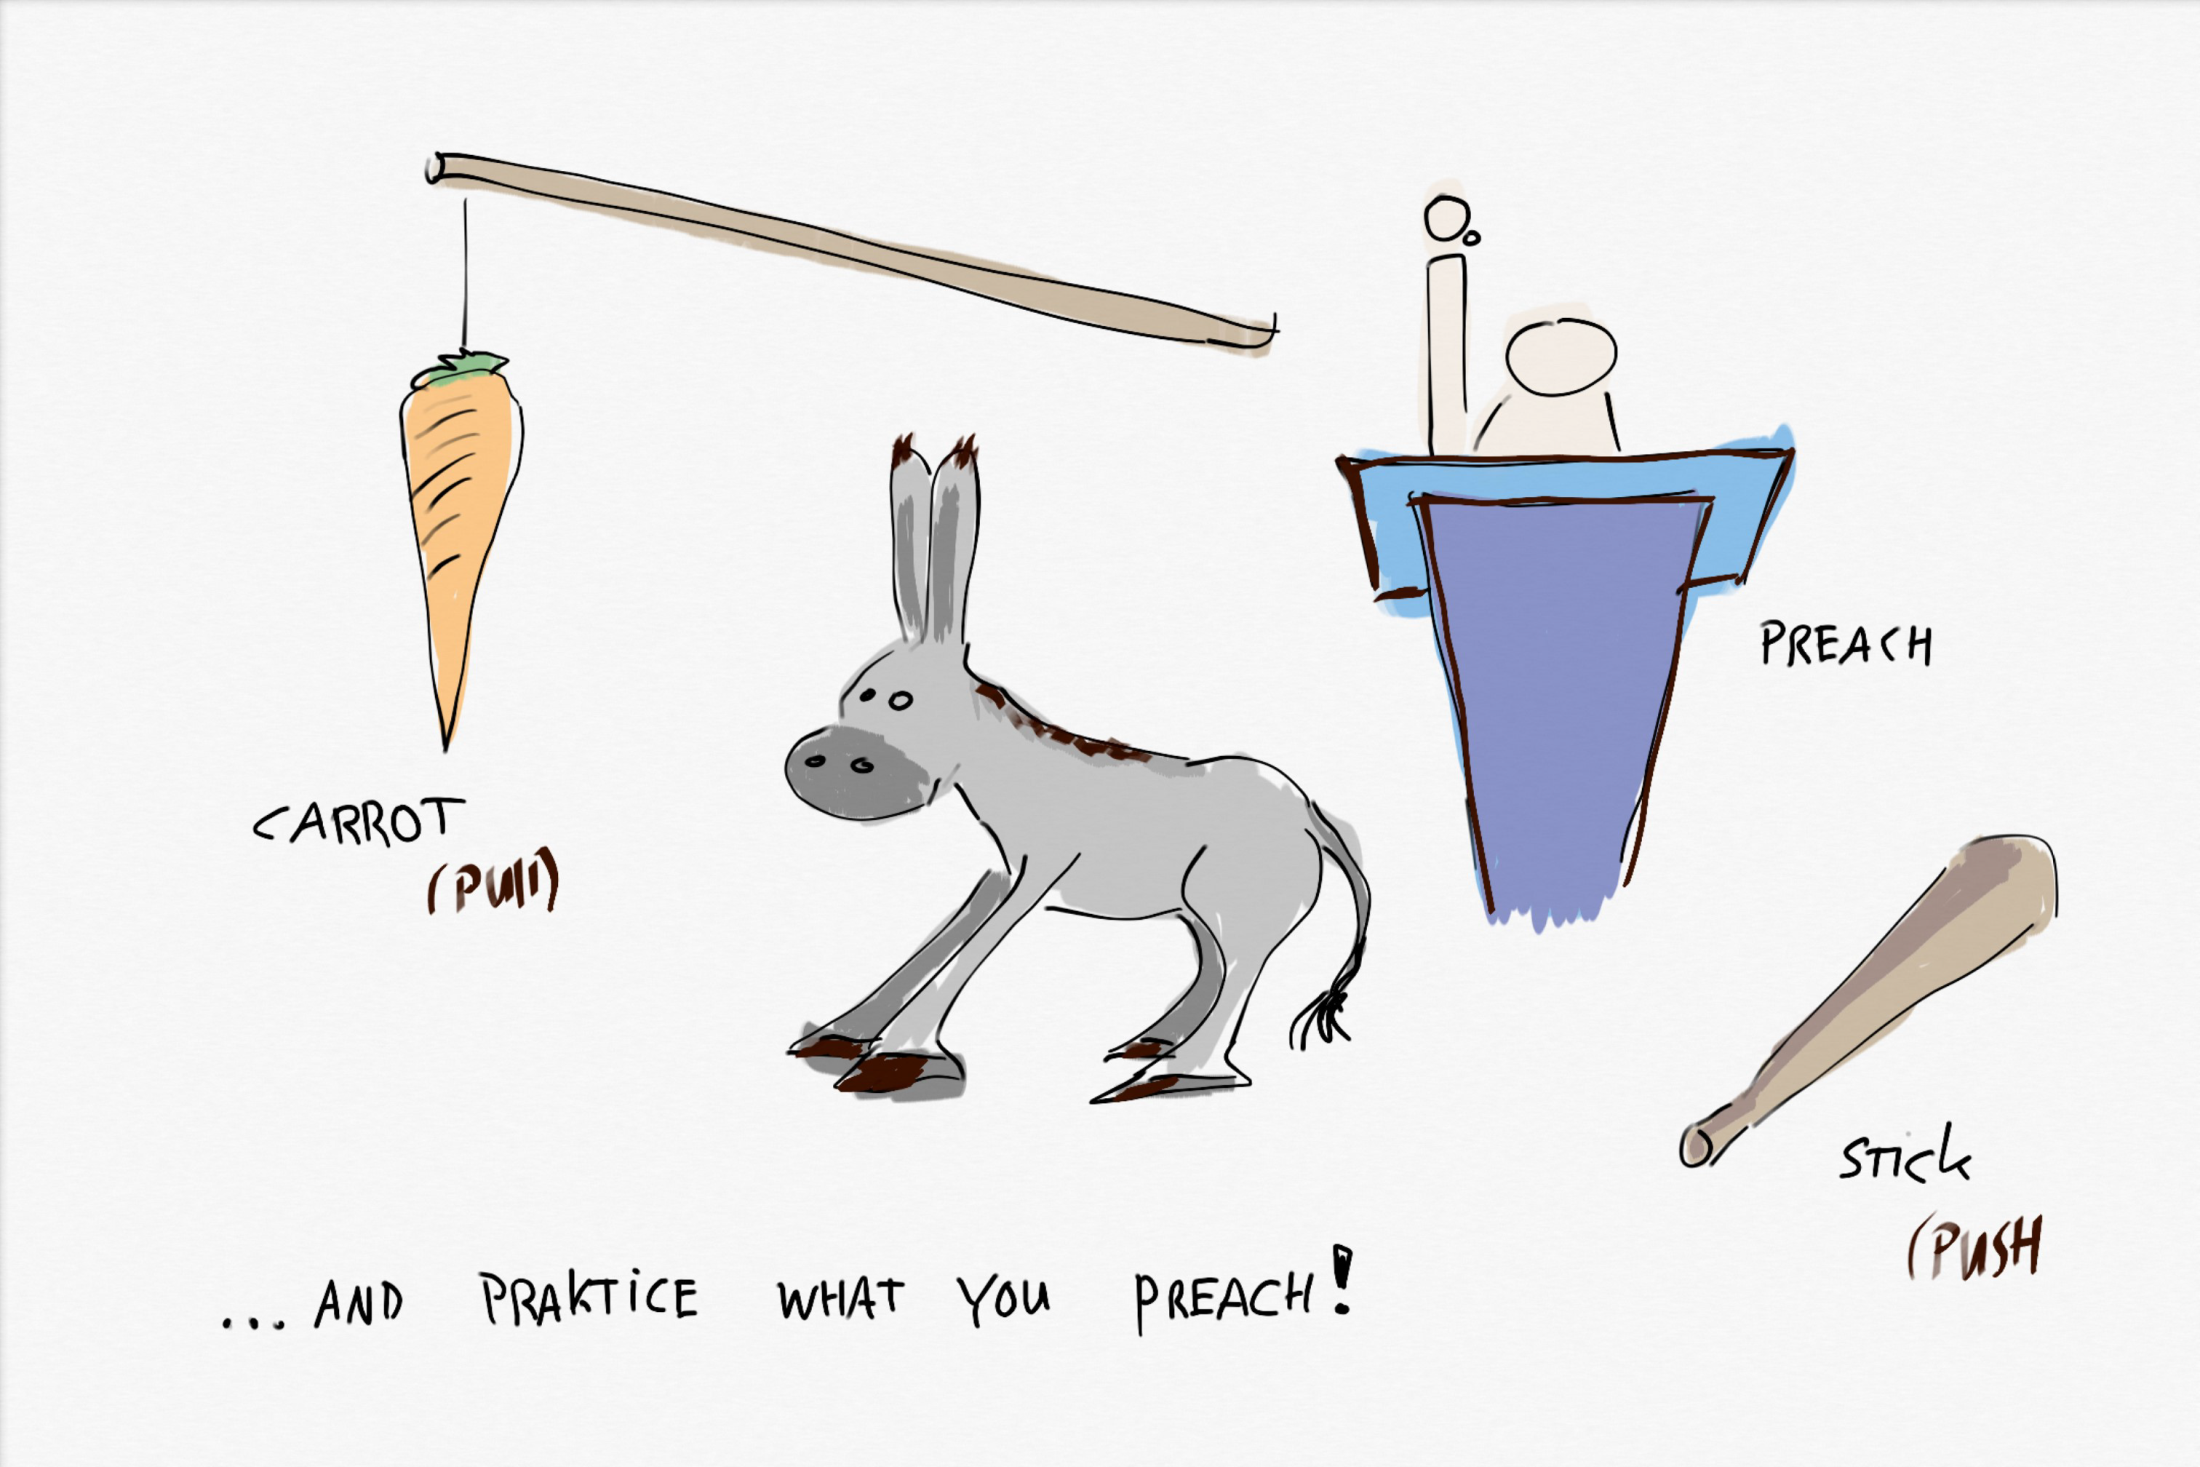 PREACH
CARROT
(PUll)
STick
(PUSH
... AND PRAKTiCE WHAT YOU PREACH!